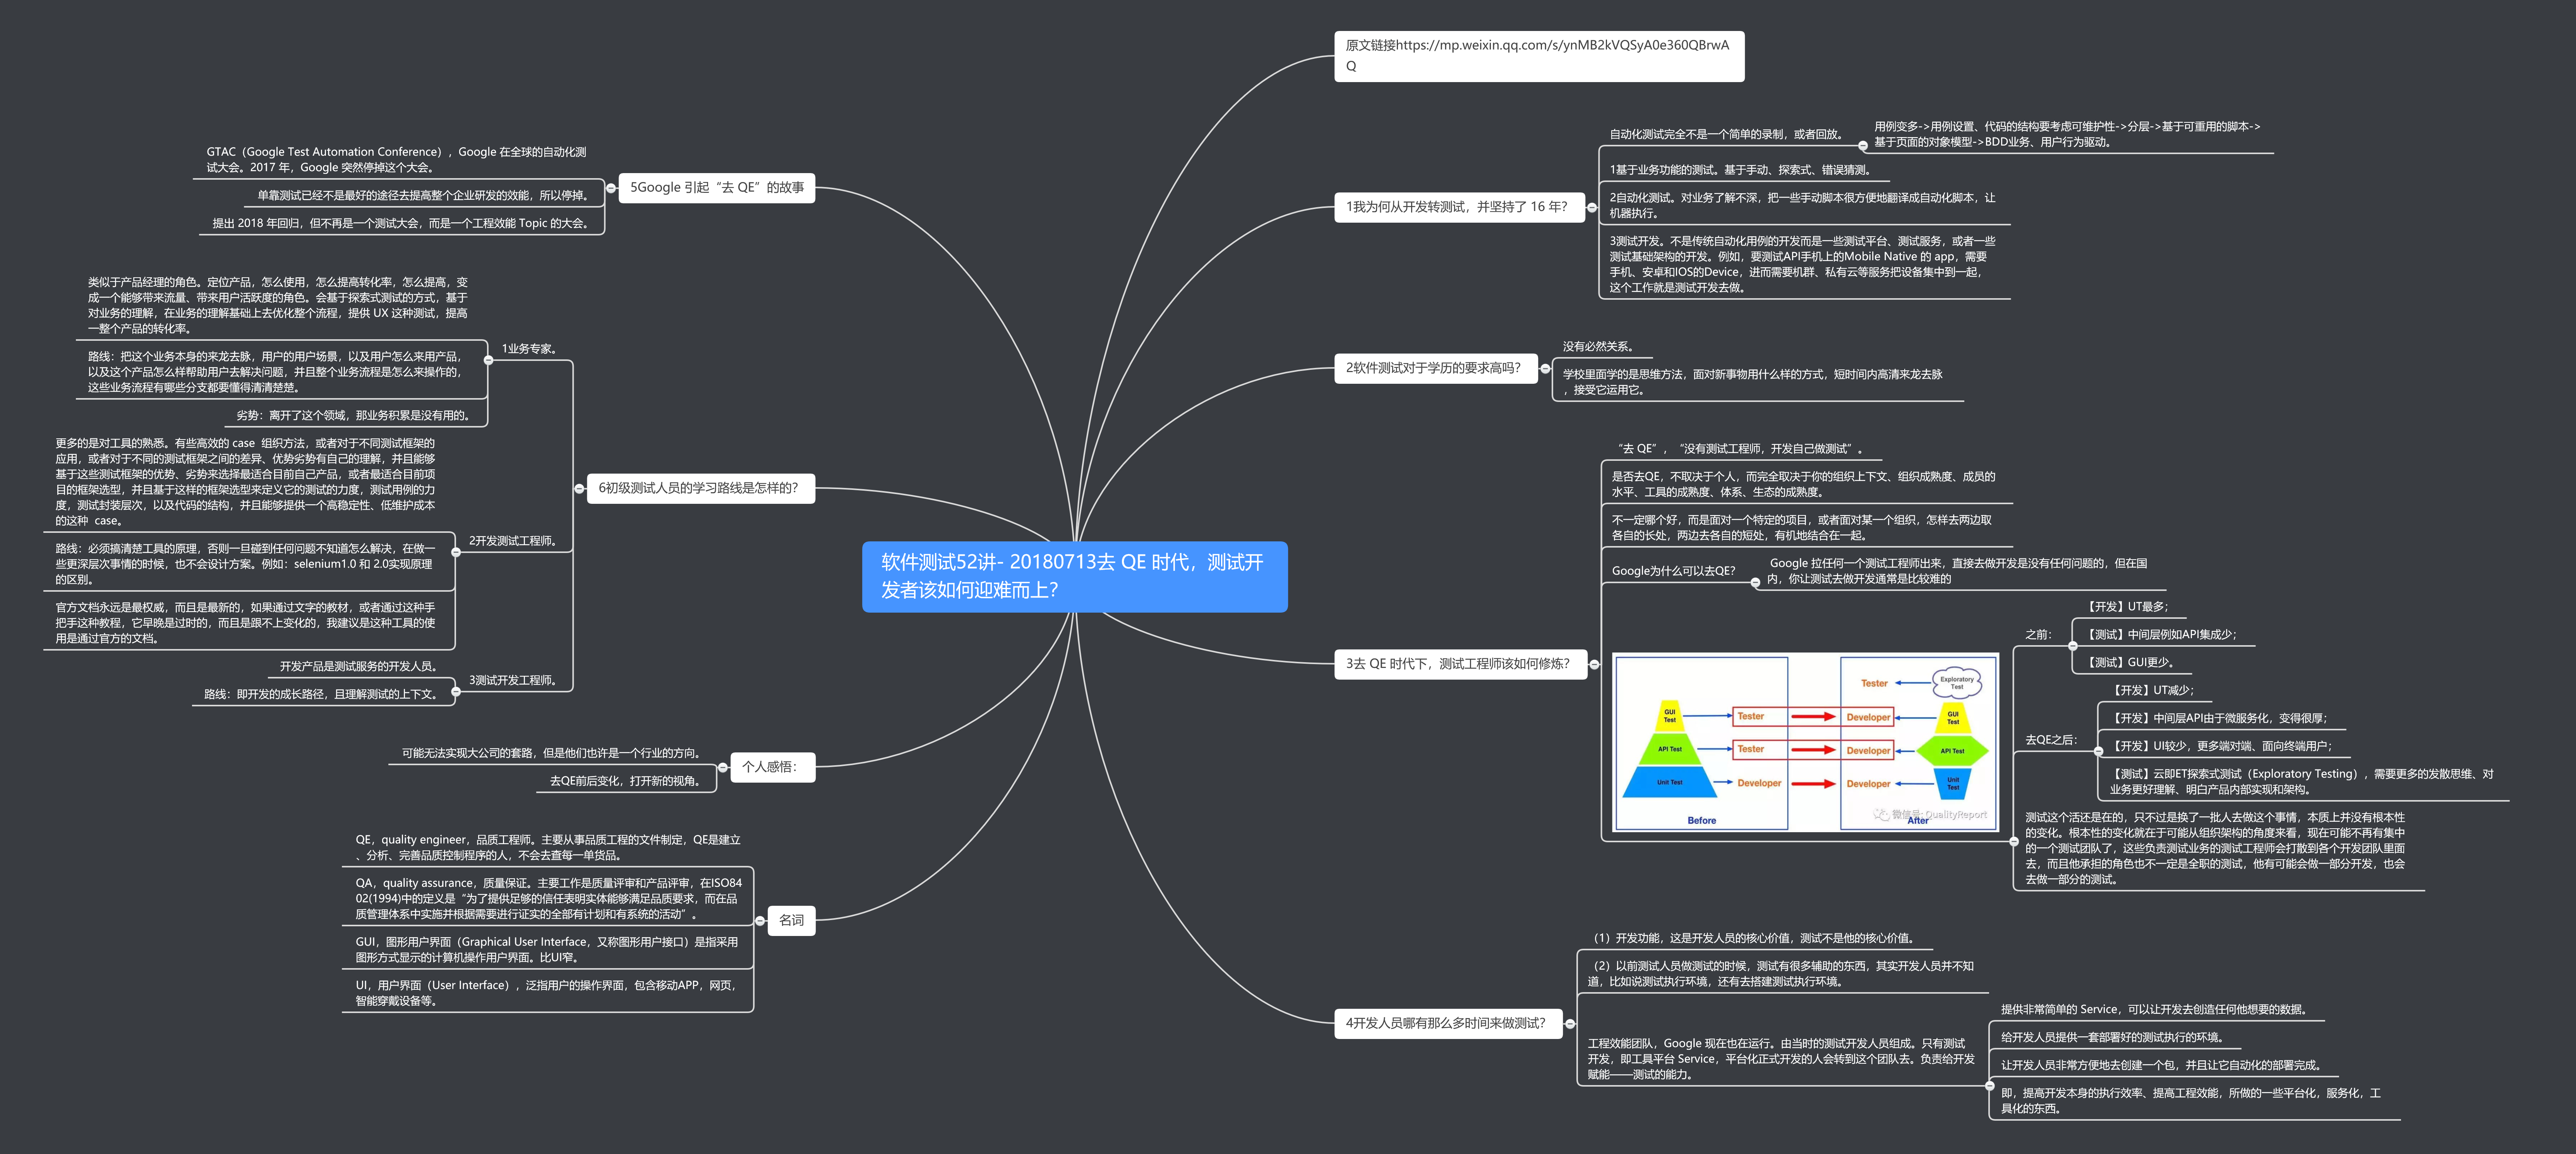 软件测试52讲- 20180713去 QE 时代，测试开
发者该如何迎难而上？
原文链接https://mp.weixin.qq.com/s/ynMB2kVQSyA0e360QBrwA
Q
1我为何从开发转测试，并坚持了 16 年？
自动化测试完全不是一个简单的录制，或者回放。
用例变多->用例设置、代码的结构要考虑可维护性->分层->基于可重用的脚本->
基于页面的对象模型->BDD业务、用户行为驱动。
1基于业务功能的测试。基于手动、探索式、错误猜测。
2自动化测试。对业务了解不深，把一些手动脚本很方便地翻译成自动化脚本，让
机器执行。
3测试开发。不是传统自动化用例的开发而是一些测试平台、测试服务，或者一些
测试基础架构的开发。例如，要测试API手机上的Mobile Native 的 app，需要
手机、安卓和IOS的Device，进而需要机群、私有云等服务把设备集中到一起，
这个工作就是测试开发去做。
2软件测试对于学历的要求高吗？
没有必然关系。
学校里面学的是思维方法，面对新事物用什么样的方式，短时间内高清来龙去脉
，接受它运用它。
3去 QE 时代下，测试工程师该如何修炼？
“去 QE”，“没有测试工程师，开发自己做测试”。
是否去QE，不取决于个人，而完全取决于你的组织上下文、组织成熟度、成员的
水平、工具的成熟度、体系、生态的成熟度。
不一定哪个好，而是面对一个特定的项目，或者面对某一个组织，怎样去两边取
各自的长处，两边去各自的短处，有机地结合在一起。
Google为什么可以去QE？
Google 拉任何一个测试工程师出来，直接去做开发是没有任何问题的，但在国
内，你让测试去做开发通常是比较难的
GUI
Test
API Test
Unit Test
Tester
Tester
Developer
Before
Tester
Developer
Developer
Developer
Exploratory
Test
GUI
Test
API Test
Unit
Test
After
微信号: QualityReport
之前：
【开发】UT最多；
【测试】中间层例如API集成少；
【测试】GUI更少。
去QE之后：
【开发】UT减少；
【开发】中间层API由于微服务化，变得很厚；
【开发】UI较少，更多端对端、面向终端用户；
【测试】云即ET探索式测试（Exploratory Testing），需要更多的发散思维、对
业务更好理解、明白产品内部实现和架构。
测试这个活还是在的，只不过是换了一批人去做这个事情，本质上并没有根本性
的变化。根本性的变化就在于可能从组织架构的角度来看，现在可能不再有集中
的一个测试团队了，这些负责测试业务的测试工程师会打散到各个开发团队里面
去，而且他承担的角色也不一定是全职的测试，他有可能会做一部分开发，也会
去做一部分的测试。
4开发人员哪有那么多时间来做测试？
（1）开发功能，这是开发人员的核心价值，测试不是他的核心价值。
（2）以前测试人员做测试的时候，测试有很多辅助的东西，其实开发人员并不知
道，比如说测试执行环境，还有去搭建测试执行环境。
工程效能团队，Google 现在也在运行。由当时的测试开发人员组成。只有测试
开发，即工具平台 Service，平台化正式开发的人会转到这个团队去。负责给开发
赋能——测试的能力。
提供非常简单的 Service，可以让开发去创造任何他想要的数据。
给开发人员提供一套部署好的测试执行的环境。
让开发人员非常方便地去创建一个包，并且让它自动化的部署完成。
即，提高开发本身的执行效率、提高工程效能，所做的一些平台化，服务化，工
具化的东西。
5Google 引起“去 QE”的故事
GTAC（Google Test Automation Conference），Google 在全球的自动化测
试大会。2017 年，Google 突然停掉这个大会。
单靠测试已经不是最好的途径去提高整个企业研发的效能，所以停掉。
提出 2018 年回归，但不再是一个测试大会，而是一个工程效能 Topic 的大会。
6初级测试人员的学习路线是怎样的？
1业务专家。
类似于产品经理的角色。定位产品，怎么使用，怎么提高转化率，怎么提高，变
成一个能够带来流量、带来用户活跃度的角色。会基于探索式测试的方式，基于
对业务的理解，在业务的理解基础上去优化整个流程，提供 UX 这种测试，提高
一整个产品的转化率。
路线：把这个业务本身的来龙去脉，用户的用户场景，以及用户怎么来用产品，
以及这个产品怎么样帮助用户去解决问题，并且整个业务流程是怎么来操作的，
这些业务流程有哪些分支都要懂得清清楚楚。
劣势：离开了这个领域，那业务积累是没有用的。
2开发测试工程师。
更多的是对工具的熟悉。有些高效的 case 组织方法，或者对于不同测试框架的
应用，或者对于不同的测试框架之间的差异、优势劣势有自己的理解，并且能够
基于这些测试框架的优势、劣势来选择最适合目前自己产品，或者最适合目前项
目的框架选型，并且基于这样的框架选型来定义它的测试的力度，测试用例的力
度，测试封装层次，以及代码的结构，并且能够提供一个高稳定性、低维护成本
的这种 case。
路线：必须搞清楚工具的原理，否则一旦碰到任何问题不知道怎么解决，在做一
些更深层次事情的时候，也不会设计方案。例如：selenium1.0 和 2.0实现原理
的区别。
官方文档永远是最权威，而且是最新的，如果通过文字的教材，或者通过这种手
把手这种教程，它早晚是过时的，而且是跟不上变化的，我建议是这种工具的使
用是通过官方的文档。
3测试开发工程师。
开发产品是测试服务的开发人员。
路线：即开发的成长路径，且理解测试的上下文。
个人感悟：
可能无法实现大公司的套路，但是他们也许是一个行业的方向。
去QE前后变化，打开新的视角。
名词
QE，quality engineer，品质工程师。主要从事品质工程的文件制定，QE是建立
、分析、完善品质控制程序的人，不会去查每一单货品。
QA，quality assurance，质量保证。主要工作是质量评审和产品评审，在ISO84
02(1994)中的定义是“为了提供足够的信任表明实体能够满足品质要求，而在品
质管理体系中实施并根据需要进行证实的全部有计划和有系统的活动”。
GUI，图形用户界面（Graphical User Interface，又称图形用户接口）是指采用
图形方式显示的计算机操作用户界面。比UI窄。
UI，用户界面（User Interface），泛指用户的操作界面，包含移动APP，网页，
智能穿戴设备等。